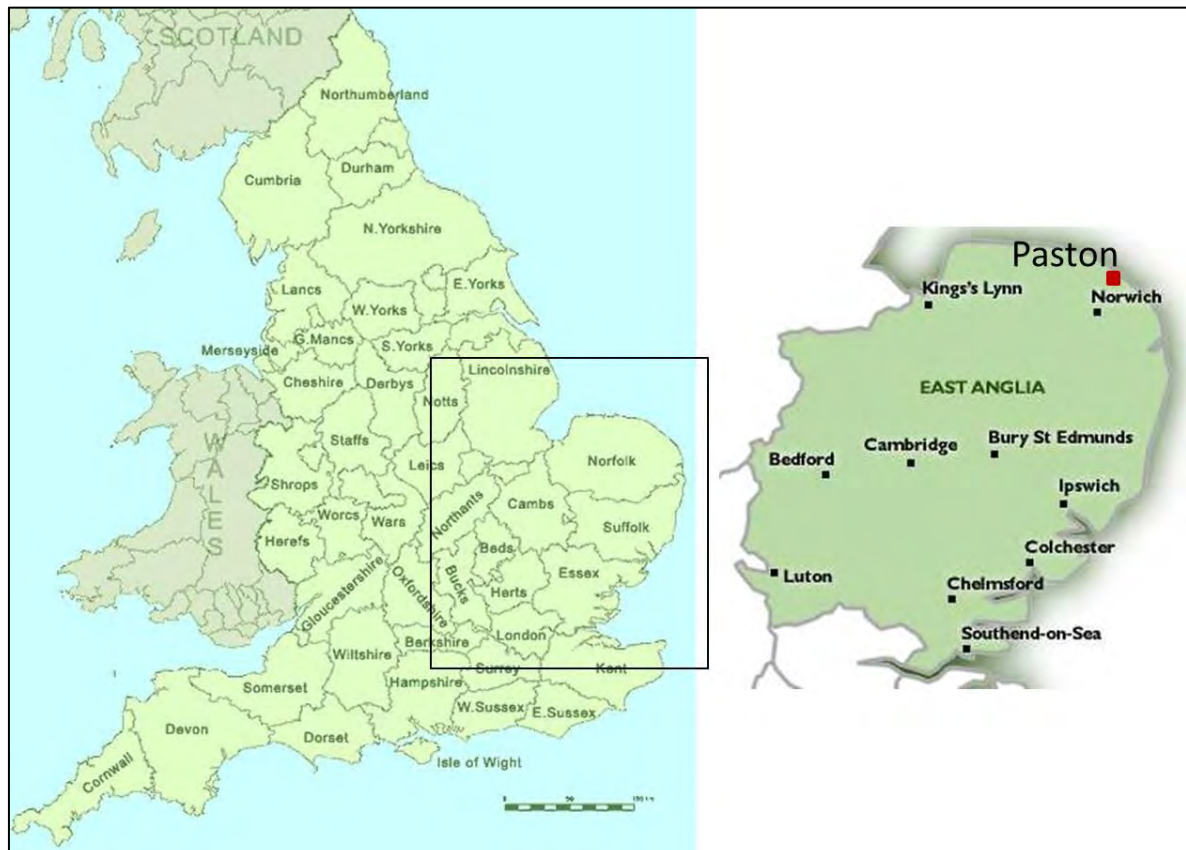 SCOTLAND
Northumberland
Durham
Cumbria
N.Yorkshire
Lancs
E.Yorks
W.Yorks
G.Mancs
S.Yorks
Merseyside
Lincolnshire
Cheshire
Derbys
Notts
WALES
Staffs
Leics
Norfolk
Shrops
Northants
Cambs
Worcs
Wars
Suffolk
Herefs
Beds
Gloucestershire
Oxfordshire
Bucks
Essex
Herts
London
Berkshire
Wiltshire
Surrey
Kent
Somerset
Hampshire
W.Sussex
E.Sussex
Devon
Dorset
Isle of Wight
Cornwall
Paston
King's Lynn
Norwich
EAST ANGLIA
Bury St Edmunds
Cambridge
Bedford
Ipswich
Colchester
Luton
Chelmsford
Southend-on-Sea